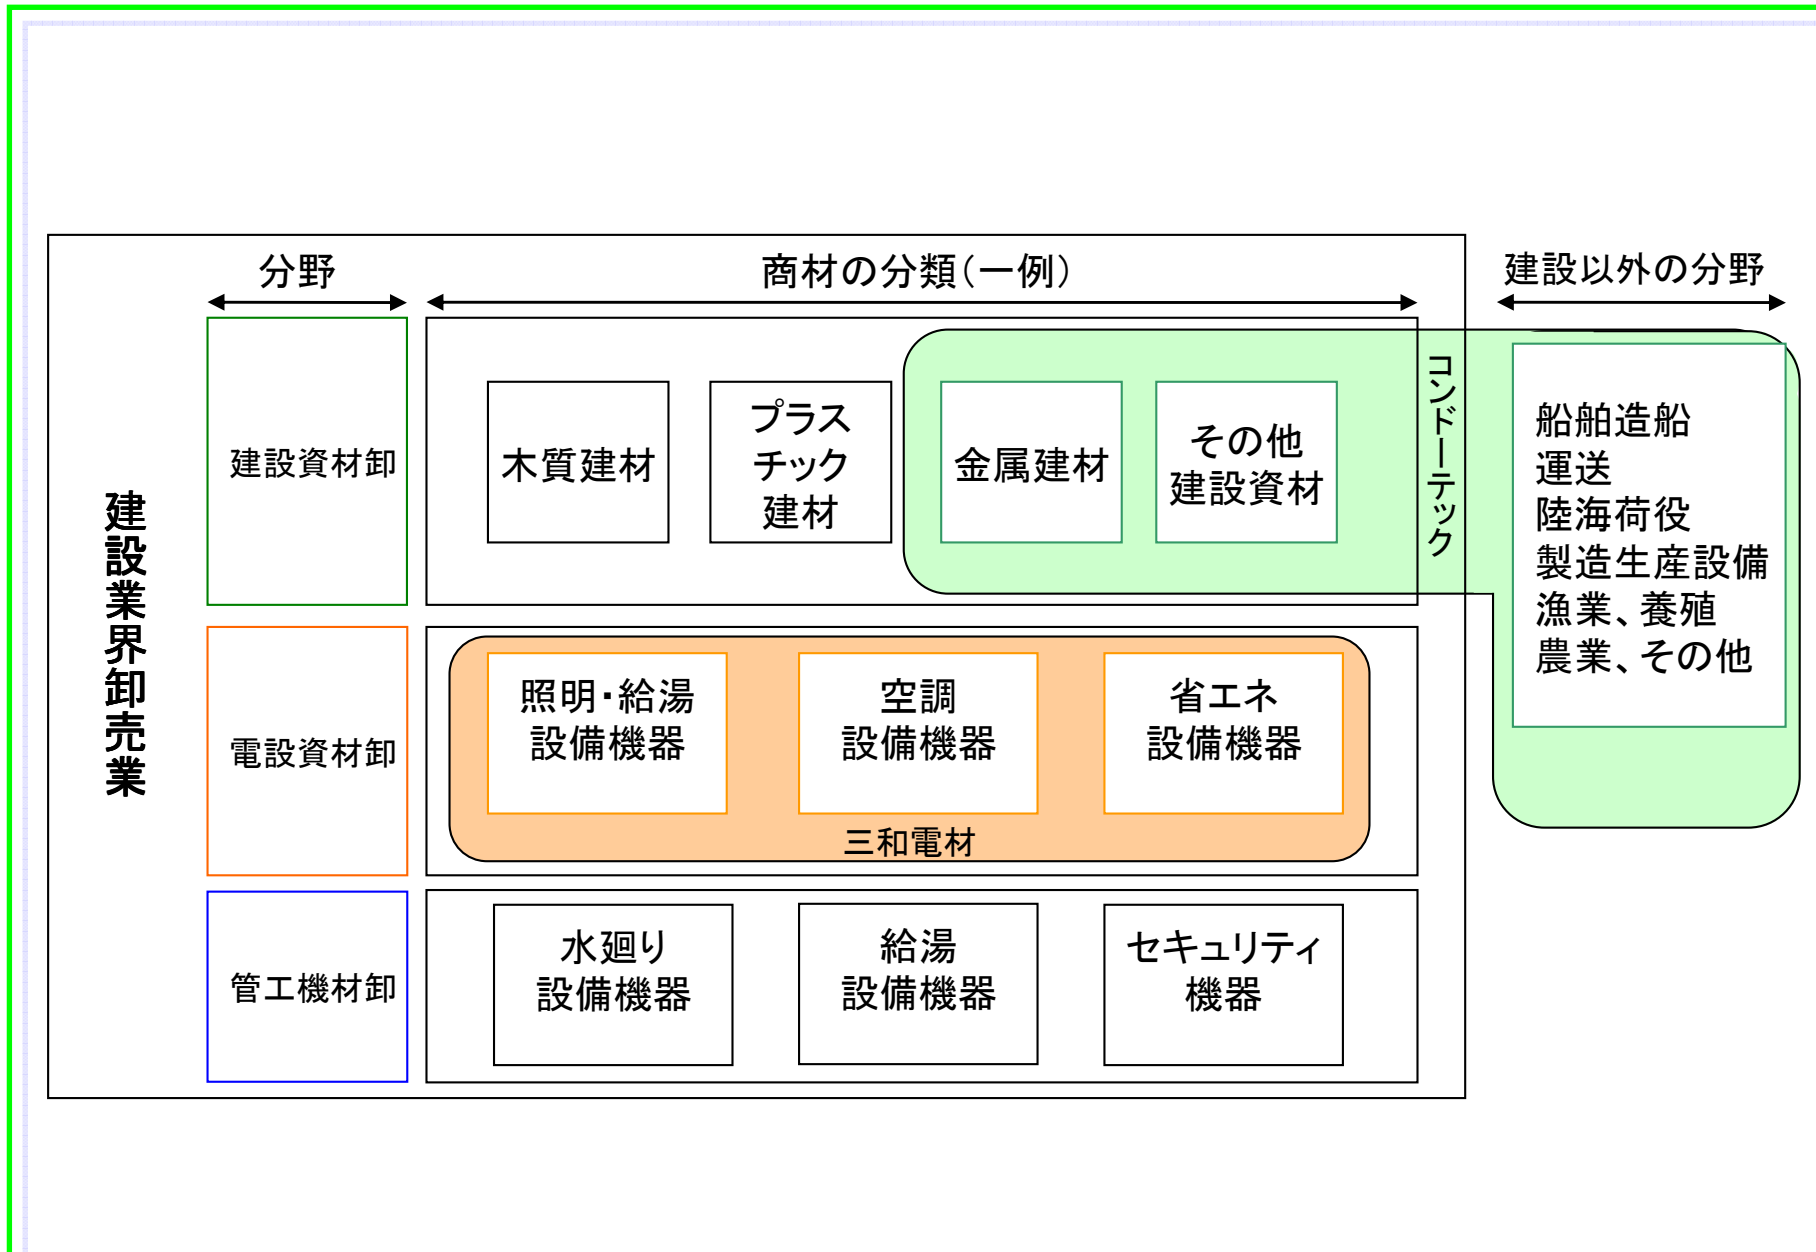 分野
商材の分類(一例)
建設以外の分野
建設業界卸売業
建設資材卸
木質建材
プラス
チック
建材
金属建材
その他
建設資材
コンドーテック
船舶造船
運送
陸海荷役
製造生産設備
漁業、養殖
農業、その他
電設資材卸
照明・給湯
設備機器
空調
設備機器
省エネ
設備機器
三和電材
管工機材卸
水廻り
設備機器
給湯
設備機器
セキュリティ
機器